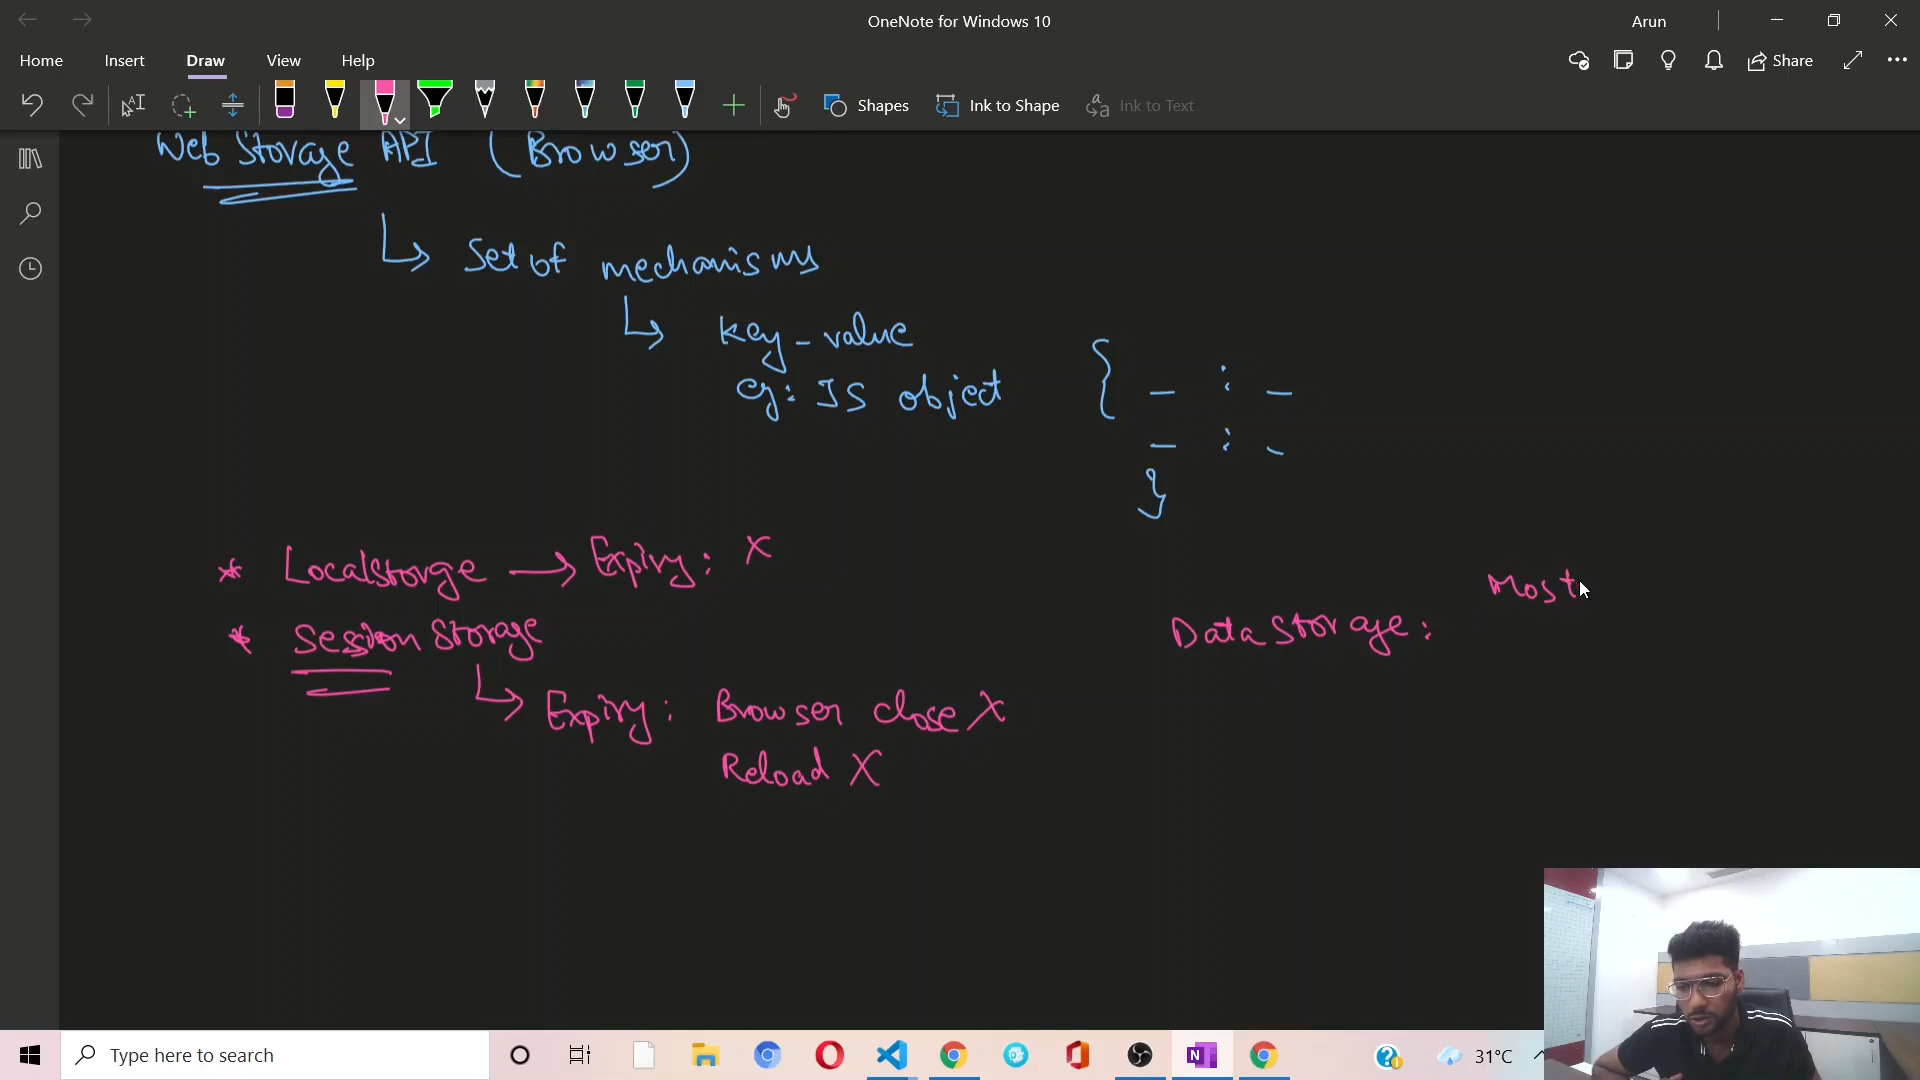 OneNote for Windows 10
Arun
Home Insert Draw View Help
Share
Shapes Ink to Shape Ink to Text
Web Storage API (Browser)
Set of mechanisms
Key-value
eg: JS object
{ — : —
— : -
}
* LocalStorge → Expiry: X
* Session Storage
Expiry: Browser close X
Reload X
Most
Data Storage:
Type here to search
31°C